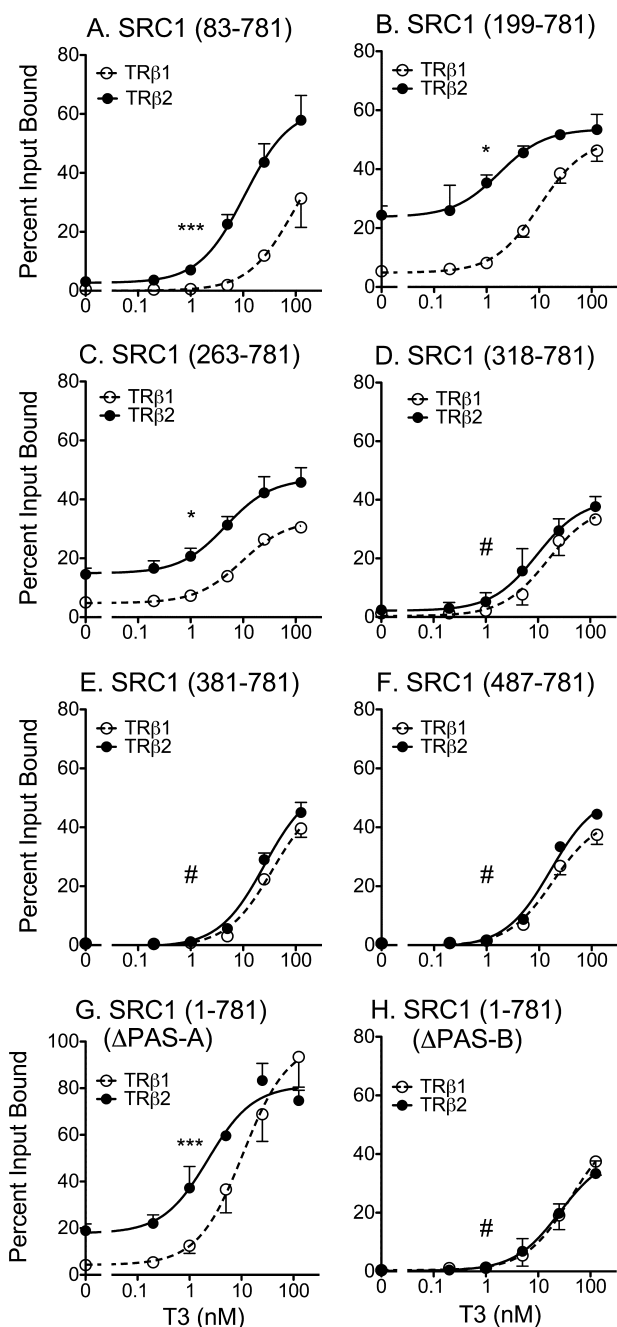 A. SRC1 (83-781)
80
60
40
20
0
Percent Input Bound
TRβ1
TRβ2
***
0 0.1 1 10 100
B. SRC1 (199-781)
80
60
40
20
0
TRβ1
TRβ2
*
0 0.1 1 10 100
C. SRC1 (263-781)
80
60
40
20
0
Percent Input Bound
TRβ1
TRβ2
*
0 0.1 1 10 100
D. SRC1 (318-781)
80
60
40
20
0
TRβ1
TRβ2
#
0 0.1 1 10 100
E. SRC1 (381-781)
80
60
40
20
0
Percent Input Bound
TRβ1
TRβ2
#
0 0.1 1 10 100
F. SRC1 (487-781)
80
60
40
20
0
TRβ1
TRβ2
#
0 0.1 1 10 100
G. SRC1 (1-781)
(ΔPAS-A)
100
80
60
40
20
0
Percent Input Bound
TRβ1
TRβ2
***
0 0.1 1 10 100
T3 (nM)
H. SRC1 (1-781)
(ΔPAS-B)
80
60
40
20
0
TRβ1
TRβ2
#
0 0.1 1 10 100
T3 (nM)